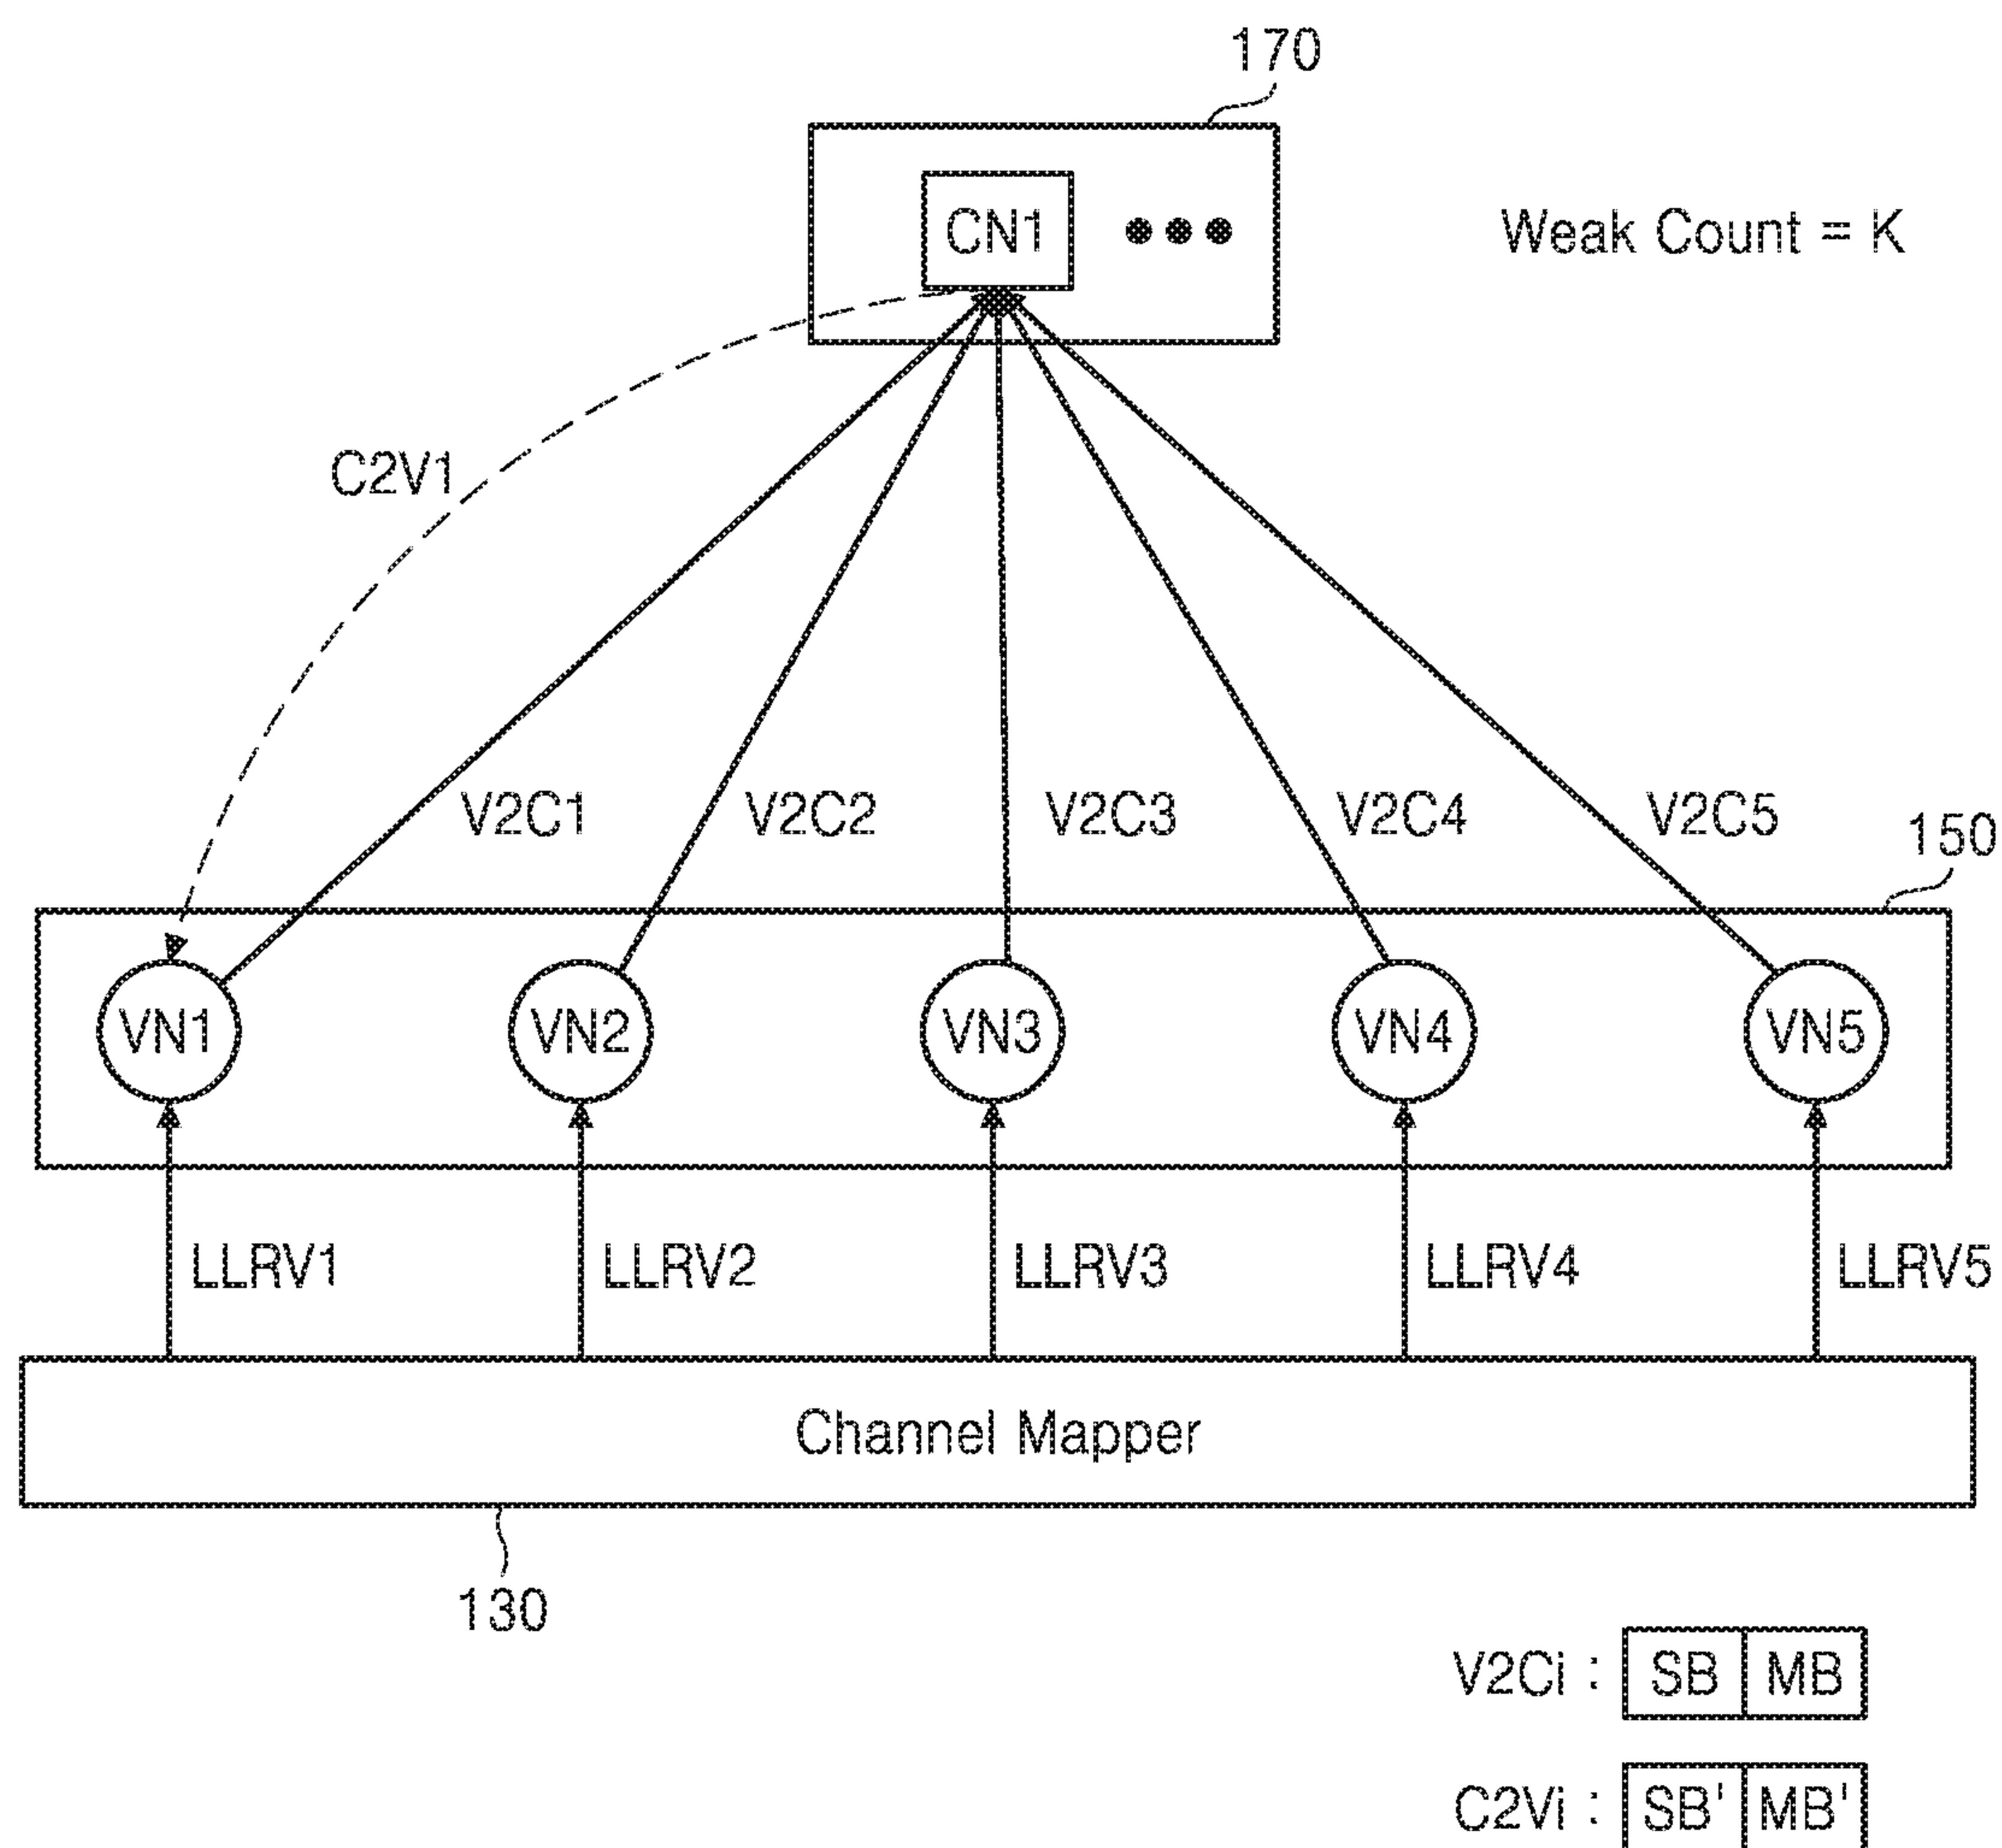 170
CN1
Weak Count = K
C2V1
V2C1 V2C2 V2C3 V2C4 V2C5
150
VN1 VN2 VN3 VN4 VN5
LLRV1 LLRV2 LLRV3 LLRV4 LLRV5
Channel Mapper
130
V2Ci : SB MB
C2Vi : SB' MB'